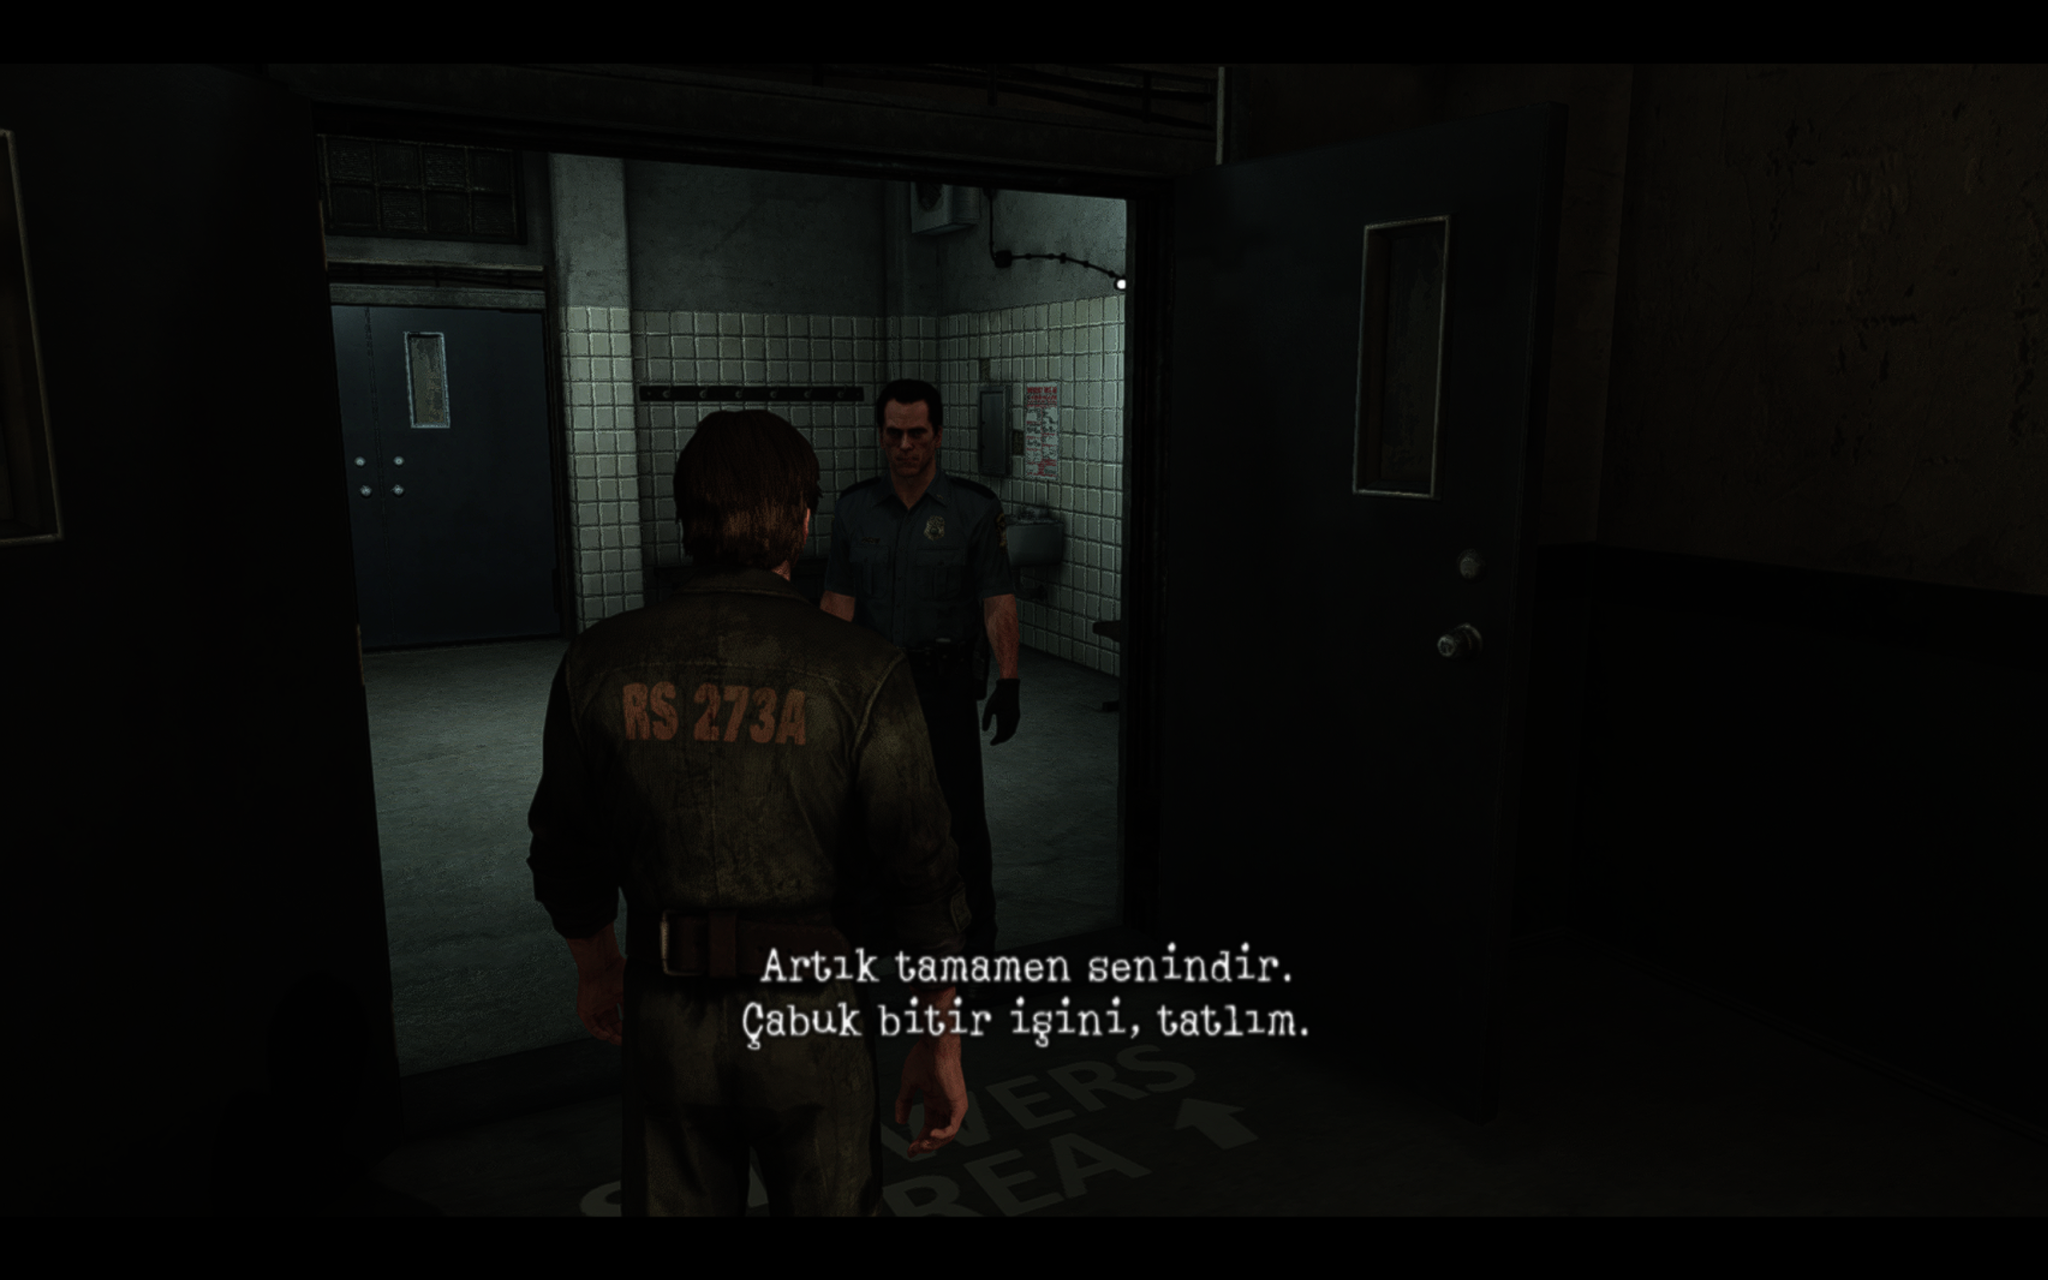 RS 273A
Artık tamamen senindir.
Çabuk bitir işini, tatlım.